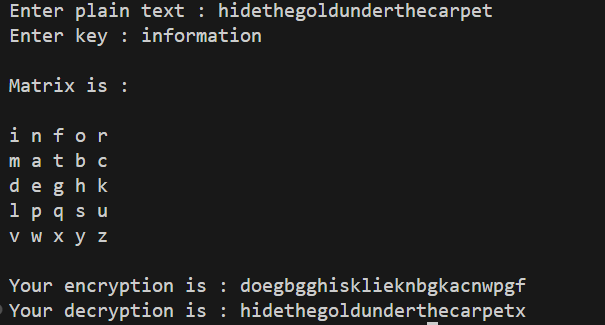 Enter plain text : hidethegoldunderthecarpet
Enter key : information
Matrix is :
i n f o r
m a t b c
d e g h k
l p q s u
v w x y z
Your encryption is : doegbgghisklieknbgkacnwpgf
Your decryption is : hidethegoldunderthecarpetx